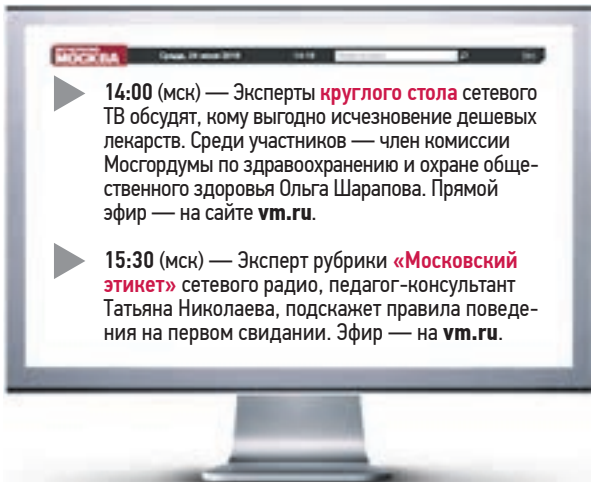 МОСКВА
14:00 (мск) — Эксперты круглого стола сетевого
ТВ обсудят, кому выгодно исчезновение дешевых
лекарств. Среди участников — член комиссии
Мосгордумы по здравоохранению и охране обще-
ственного здоровья Ольга Шарапова. Прямой
эфир — на сайте vm.ru.
15:30 (мск) — Эксперт рубрики «Московский
этикет» сетевого радио, педагог-консультант
Татьяна Николаева, подскажет правила поведе-
ния на первом свидании. Эфир — на vm.ru.